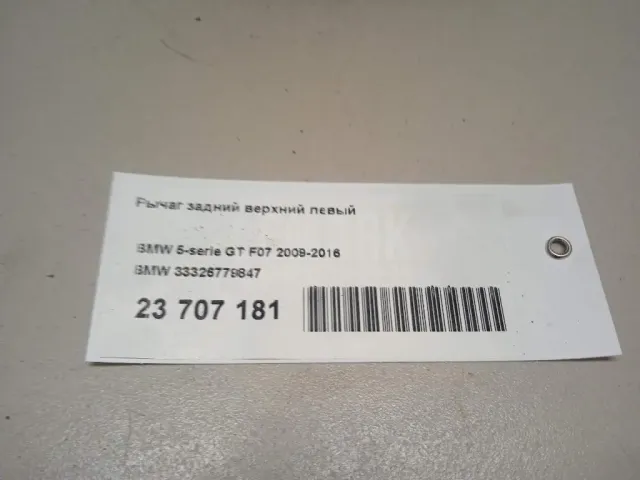 Рычаг задний верхний левый
BMW 5-serie GT F07 2009-2016
BMW 33326779847
23 707 181